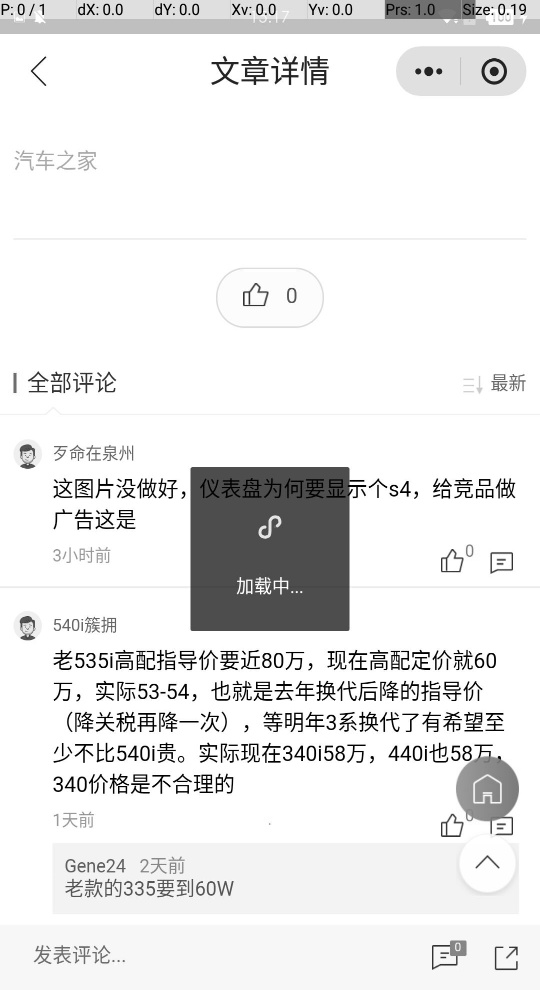 P: 0 / 1 dX: 0.0 dY: 0.0 Xv: 0.0 Yv: 0.0 Prs: 1.0 Size: 0.19
15:17
文章详情
汽车之家
0
全部评论
最新
歹命在泉州
这图片没做好，仪表盘为何要显示个s4，给竞品做
广告这是
3小时前
0
加载中...
540i簇拥
老535i高配指导价要近80万，现在高配定价就60
万，实际53-54，也就是去年换代后降的指导价
（降关税再降一次），等明年3系换代了有希望至
少不比540i贵。实际现在340i58万，440i也58万，
340价格是不合理的
1天前
0
Gene24 2天前
老款的335要到60W
发表评论...
0